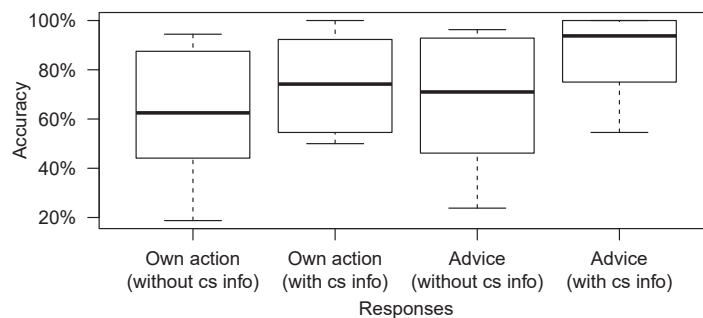 100%
80%
60%
40%
20%
Accuracy
Own action
(without cs info)
Own action
(with cs info)
Advice
(without cs info)
Advice
(with cs info)
Responses